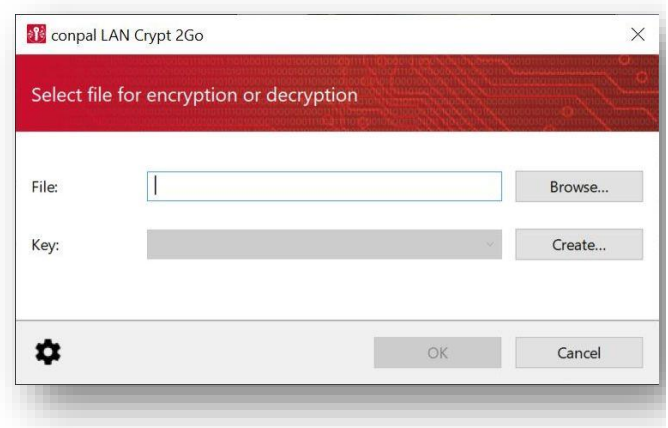 conpal LAN Crypt 2Go
Select file for encryption or decryption
File:
Browse...
Key:
Create...
OK
Cancel